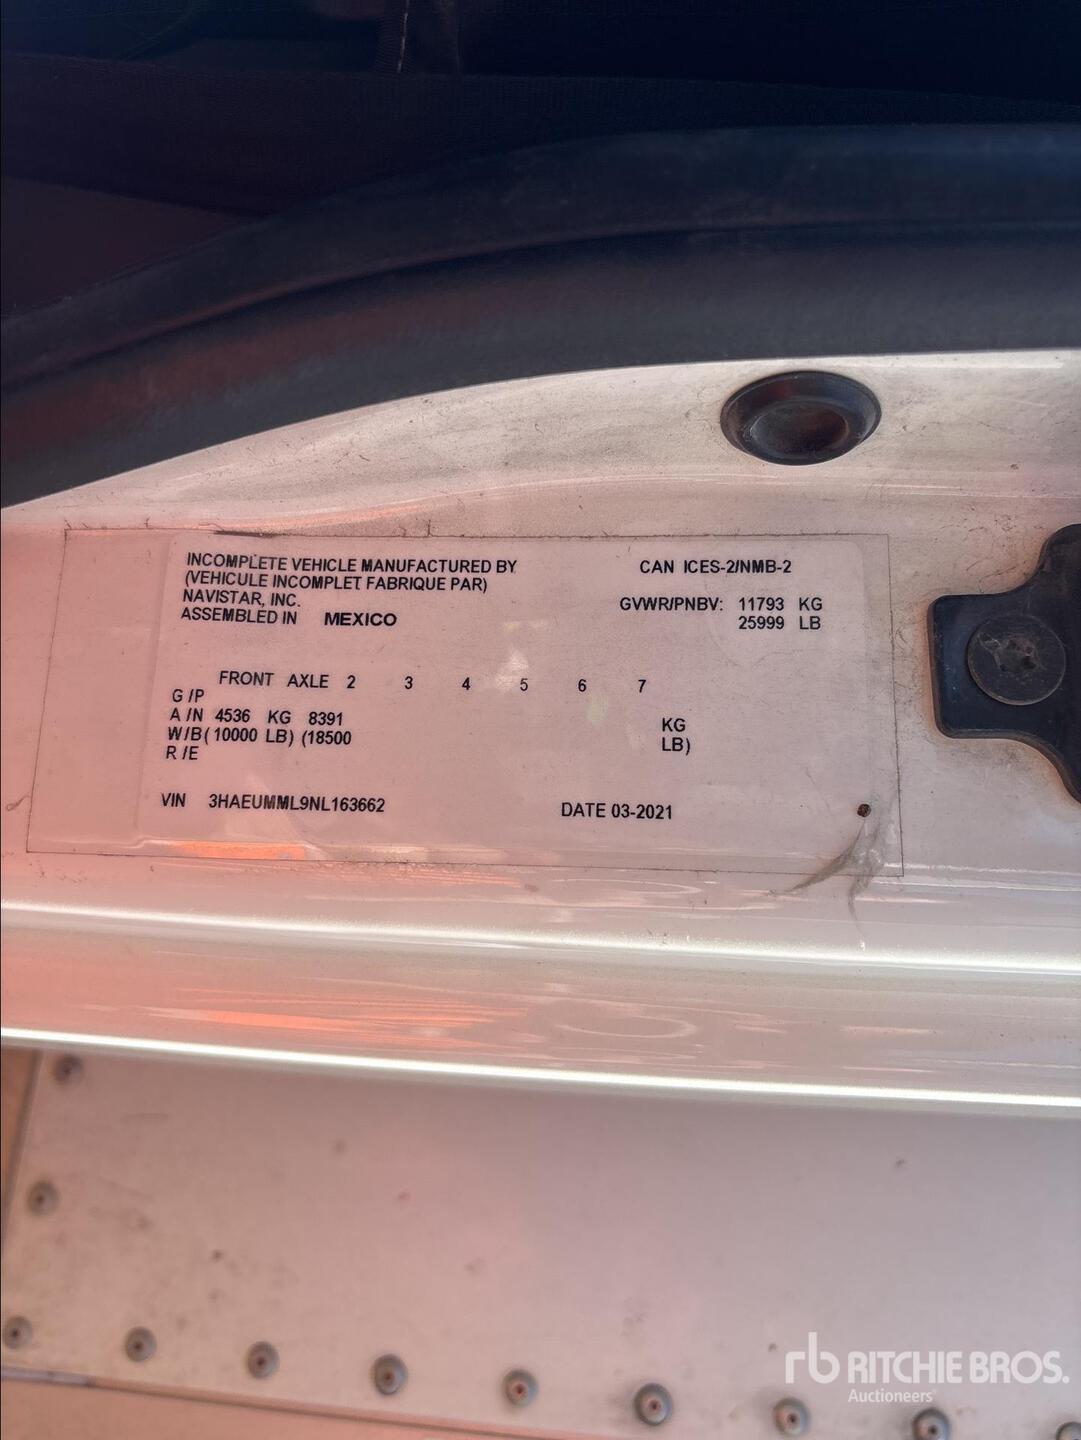 INCOMPLETE VEHICLE MANUFACTURED BY
(VEHICULE INCOMPLET FABRIQUE PAR)
NAVISTAR, INC.
ASSEMBLED IN MEXICO
CAN ICES-2/NMB-2
GVWR/PNBV: 11793 KG
25999 LB
FRONT AXLE 2 3 4 5 6 7
G /P
A /N 4536 KG 8391 KG
W/B ( 10000 LB) (18500 LB)
R /E
VIN 3HAEUMML9NL163662 DATE 03-2021
rb RITCHIE BROS.
Auctioneers